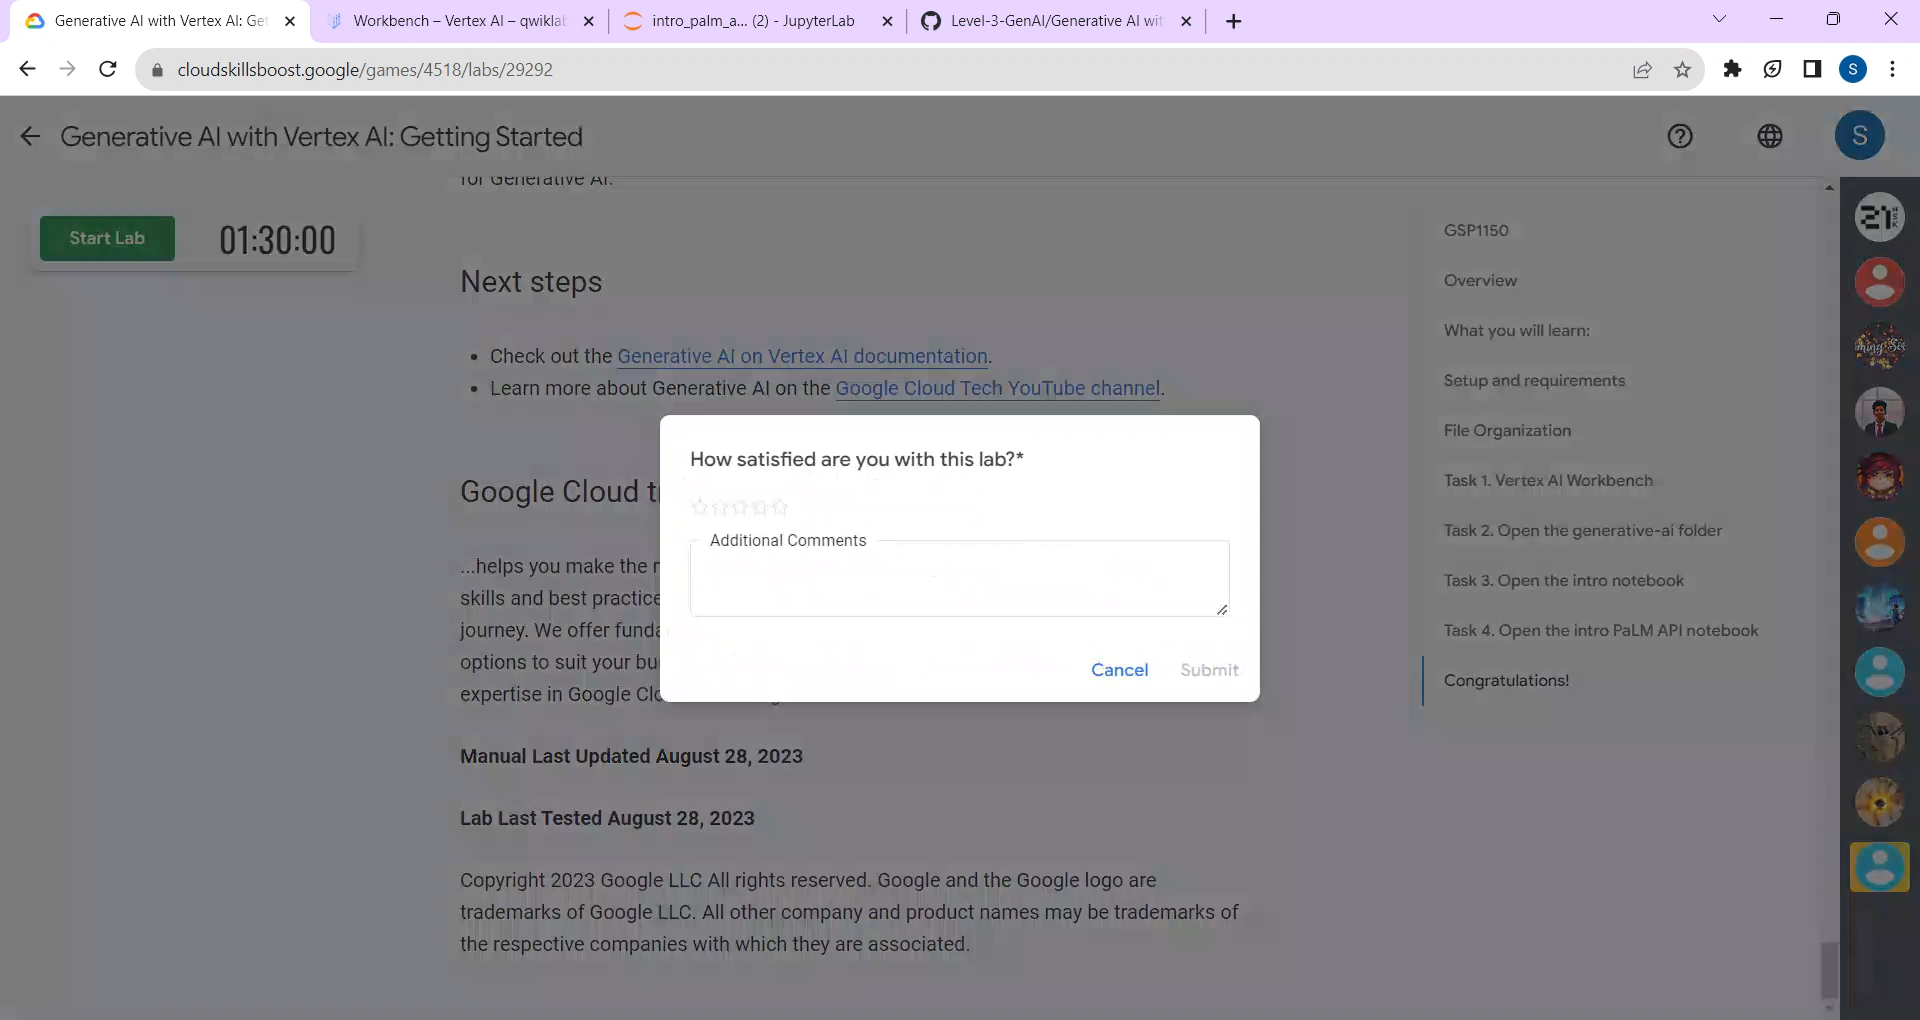 Generative AI with Vertex AI: Get
Workbench – Vertex AI – qwiklab
intro_palm_a... (2) - JupyterLab
Level-3-GenAI/Generative AI wit
cloudskillsboost.google/games/4518/labs/29292
S
Generative AI with Vertex AI: Getting Started
S
for Generative AI.
Start Lab
01:30:00
Next steps
Check out the Generative AI on Vertex AI documentation.
Learn more about Generative AI on the Google Cloud Tech YouTube channel.
How satisfied are you with this lab?*
Additional Comments
Cancel
Submit
Google Cloud t
...helps you make the
skills and best practice
journey. We offer funda
options to suit your bu
expertise in Google Clo
Manual Last Updated August 28, 2023
Lab Last Tested August 28, 2023
Copyright 2023 Google LLC All rights reserved. Google and the Google logo are
trademarks of Google LLC. All other company and product names may be trademarks of
the respective companies with which they are associated.
GSP1150
Overview
What you will learn:
Setup and requirements
File Organization
Task 1. Vertex AI Workbench
Task 2. Open the generative-ai folder
Task 3. Open the intro notebook
Task 4. Open the intro PaLM API notebook
Congratulations!
21